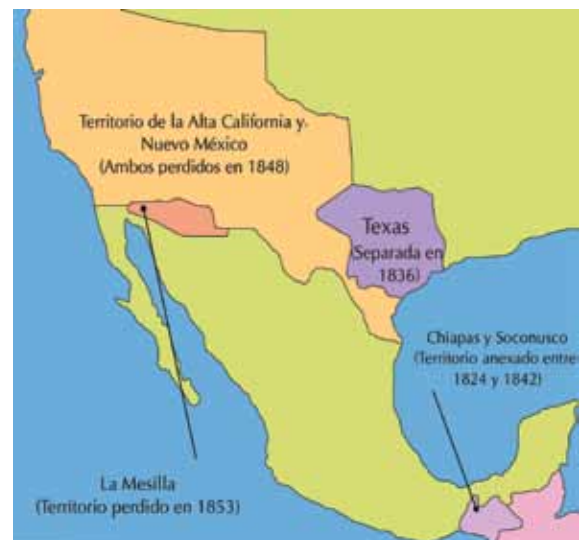 Territorio de la Alta California y
Nuevo México
(Ambos perdidos en 1848)
Texas
(Separada en
1836)
Chiapas y Soconusco
(Territorio anexado entre
1824 y 1842)
La Mesilla
(Territorio perdido en 1853)